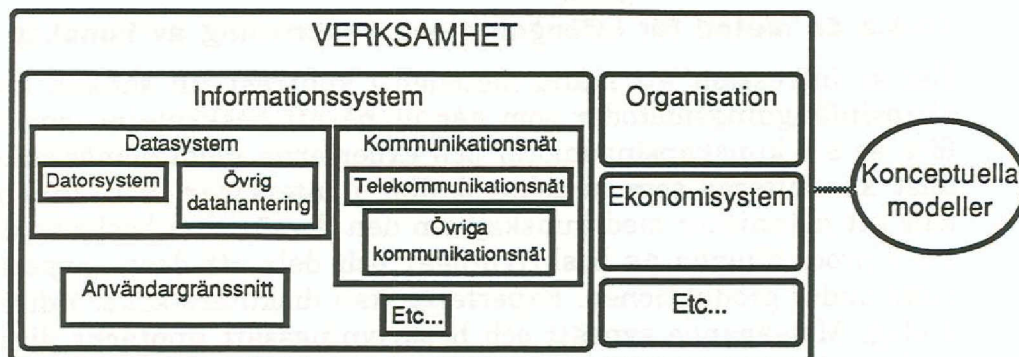 VERKSAMHET
Informationssystem
Datasystem
Datorsystem
Övrig
datahantering
Användargränssnitt
Kommunikationsnät
Telekommunikationsnät
Övriga
kommunikationsnät
Etc...
Organisation
Ekonomisystem
Etc...
Konceptuella
modeller